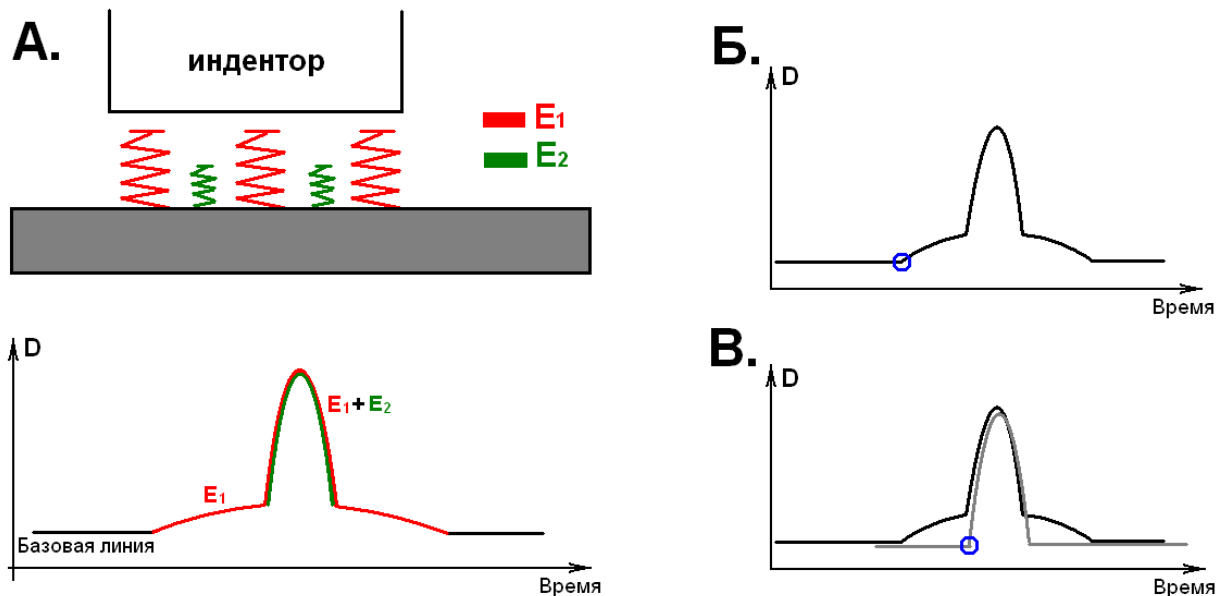 А.
индентор
E₁
E₂
D
E₁+E₂
E₁
Базовая линия
Время
Б.
D
Время
В.
D
Время